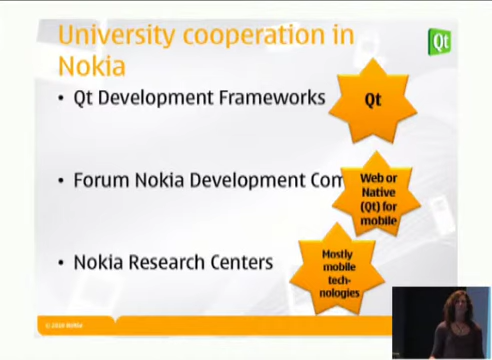 University cooperation in
Nokia
Qt
• Qt Development Frameworks
Qt
• Forum Nokia Development Com
Web or
Native
(Qt) for
mobile
• Nokia Research Centers
Mostly
mobile
tech-
nologies
© 2010 Nokia